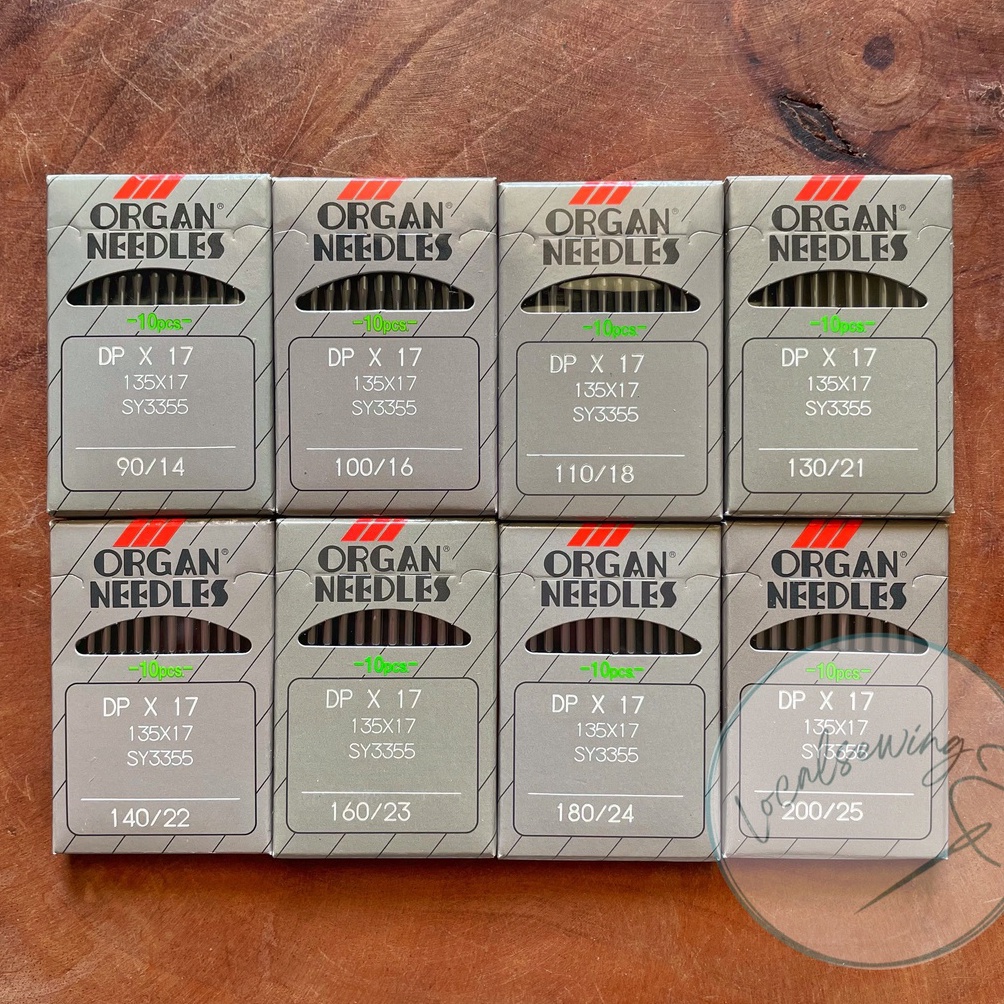 ORGAN®
NEEDLES
-10pcs.-
DP X 17
135X17
SY3355
90/14
ORGAN®
NEEDLES
-10pcs.-
DP X 17
135X17
SY3355
100/16
ORGAN®
NEEDLES
-10pcs.-
DP X 17
135X17
SY3355
110/18
ORGAN®
NEEDLES
-10pcs.-
DP X 17
135X17
SY3355
130/21
ORGAN®
NEEDLES
-10pcs.-
DP X 17
135X17
SY3355
140/22
ORGAN®
NEEDLES
-10pcs.-
DP X 17
135X17
SY3355
160/23
ORGAN®
NEEDLES
-10pcs.-
DP X 17
135X17
SY3355
180/24
ORGAN®
NEEDLES
-10pcs.-
DP X 17
135X17
SY3355
200/25
Localsewing